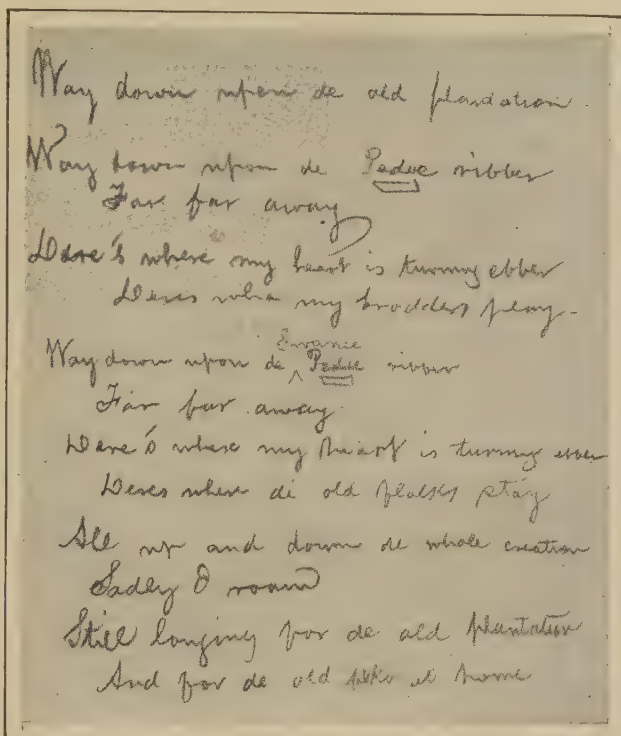 Way down upon de old plantation
Way down upon de Pedee ribber
Far far away
Dere's where my heart is turning ebber
Deres wha my brodders play-
Swanie
Way down upon de ^ Pedee ribber
Far far away.
Dere's where my heart is turning ebber
Deres where de old folks stay
All up and down de whole creation
Sadly I roam
Still longing for de old plantation
And for de old folks at home